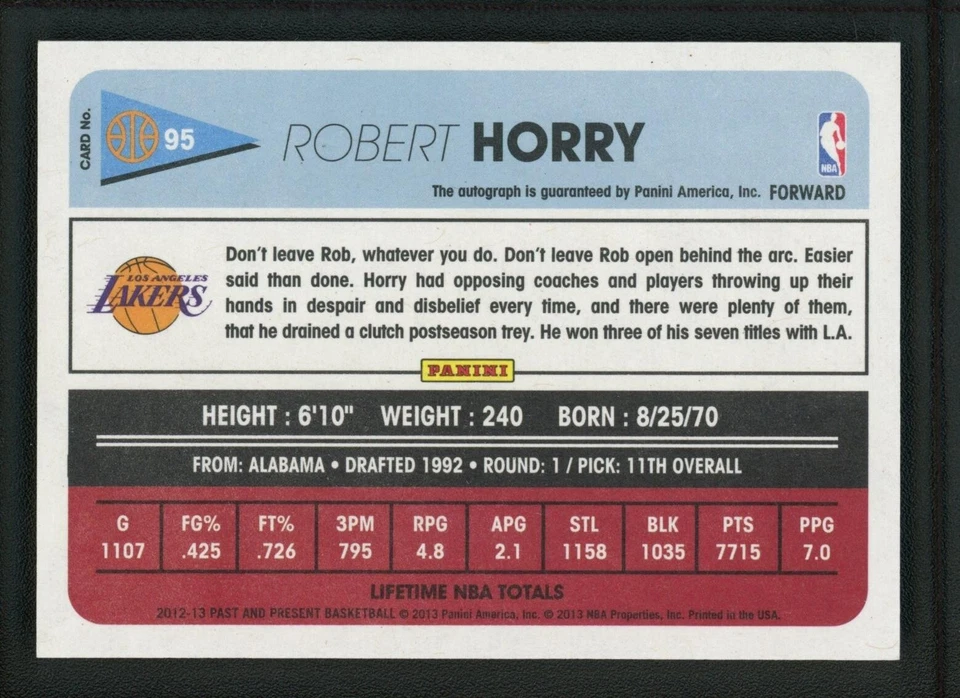 CARD No.
95
ROBERT HORRY
NBA
The autograph is guaranteed by Panini America, Inc. FORWARD
LOS ANGELES
LAKERS
Don't leave Rob, whatever you do. Don't leave Rob open behind the arc. Easier
said than done. Horry had opposing coaches and players throwing up their
hands in despair and disbelief every time, and there were plenty of them,
that he drained a clutch postseason trey. He won three of his seven titles with L.A.
PANINI
HEIGHT : 6'10" WEIGHT : 240 BORN : 8/25/70
FROM: ALABAMA • DRAFTED 1992 • ROUND: 1 / PICK: 11TH OVERALL
G FG% FT% 3PM RPG APG STL BLK PTS PPG
1107 .425 .726 795 4.8 2.1 1158 1035 7715 7.0
LIFETIME NBA TOTALS
2012-13 PAST AND PRESENT BASKETBALL © 2013 Panini America, Inc. © 2013 NBA Properties, Inc. Printed in the USA.